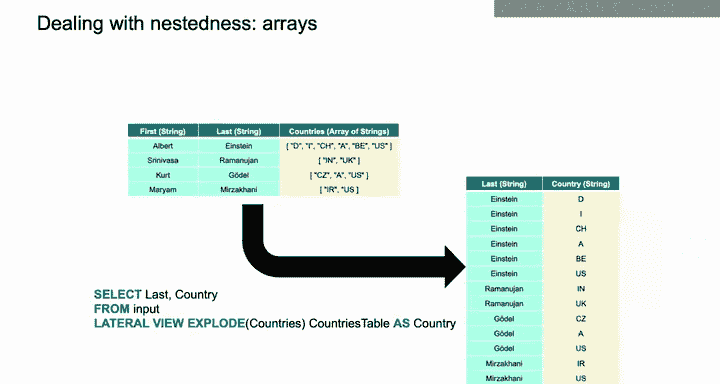 Dealing with nestedness: arrays
First (String) Last (String) Countries (Array of Strings)
Albert Einstein [ "D", "I", "CH", "A", "BE", "US" ]
Srinivasa Ramanujan [ "IN", "UK" ]
Kurt Gödel [ "CZ", "A", "US" ]
Maryam Mirzakhani [ "IR", "US ]
SELECT Last, Country
FROM input
LATERAL VIEW EXPLODE(Countries) CountriesTable AS Country
Last (String) Country (String)
Einstein D
Einstein I
Einstein CH
Einstein A
Einstein BE
Einstein US
Ramanujan IN
Ramanujan UK
Gödel CZ
Gödel A
Gödel US
Mirzakhani IR
Mirzakhani US